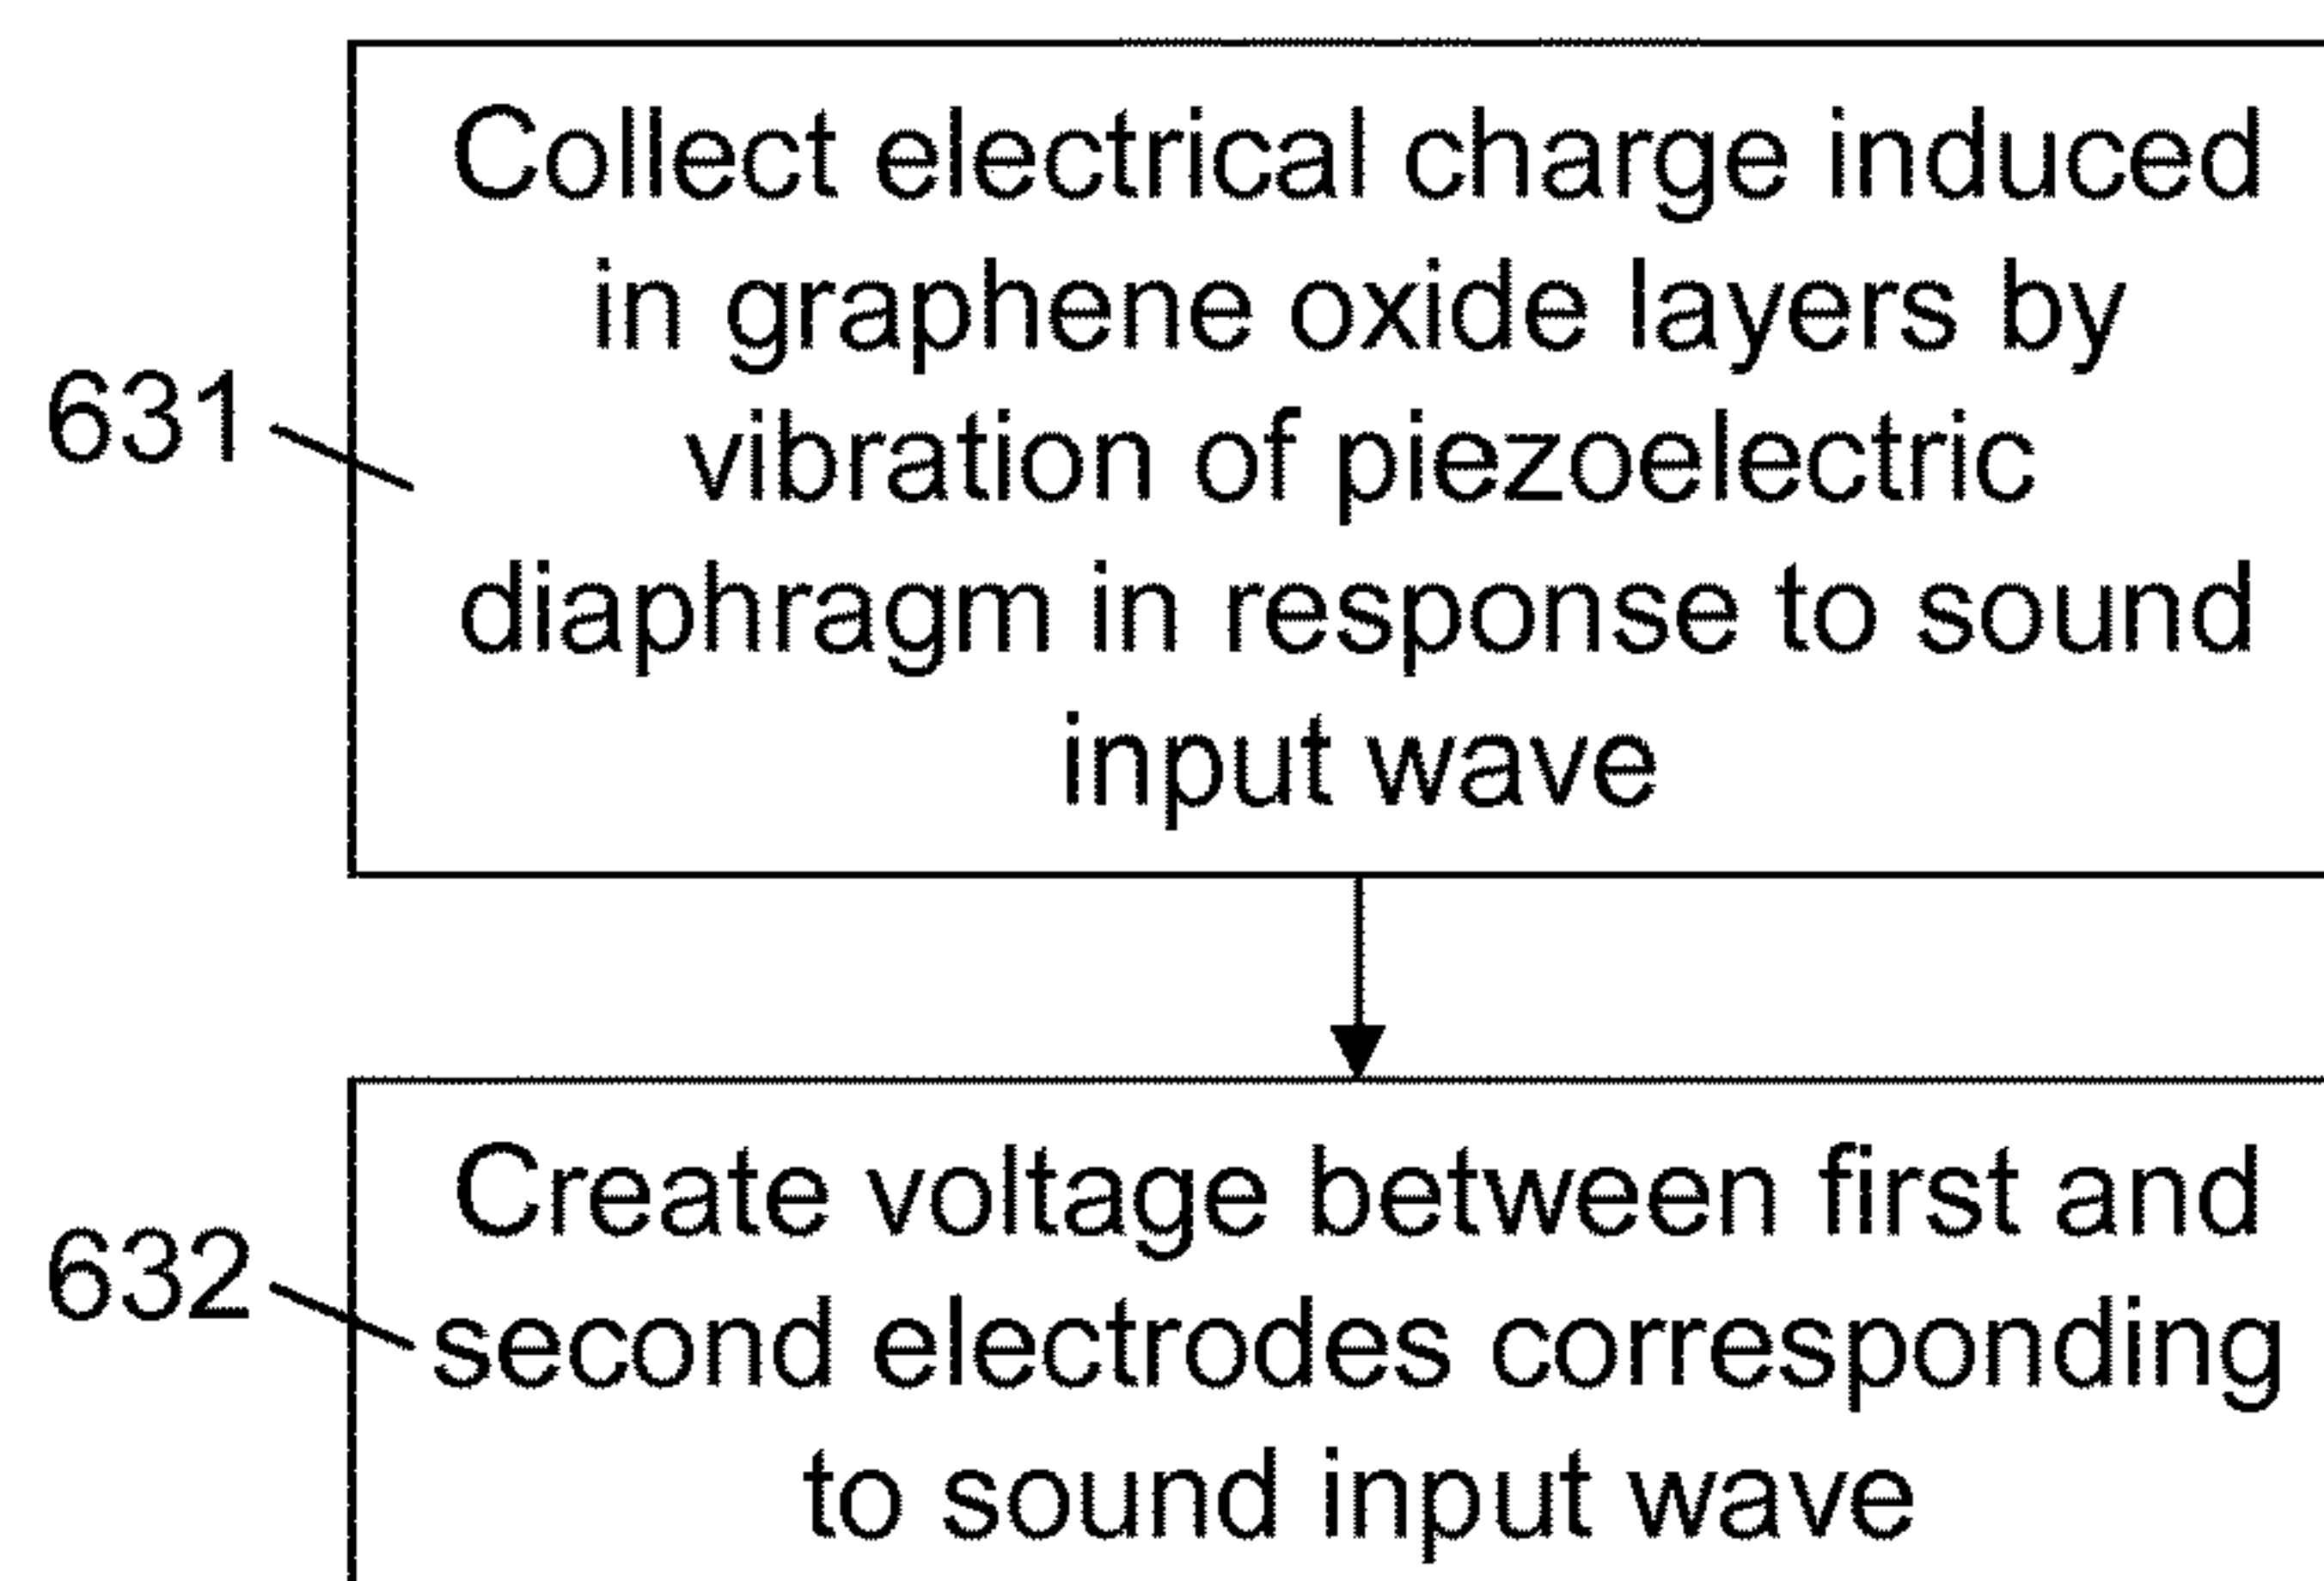 Collect electrical charge induced
in graphene oxide layers by
vibration of piezoelectric
diaphragm in response to sound
input wave
631
Create voltage between first and
second electrodes corresponding
to sound input wave
632